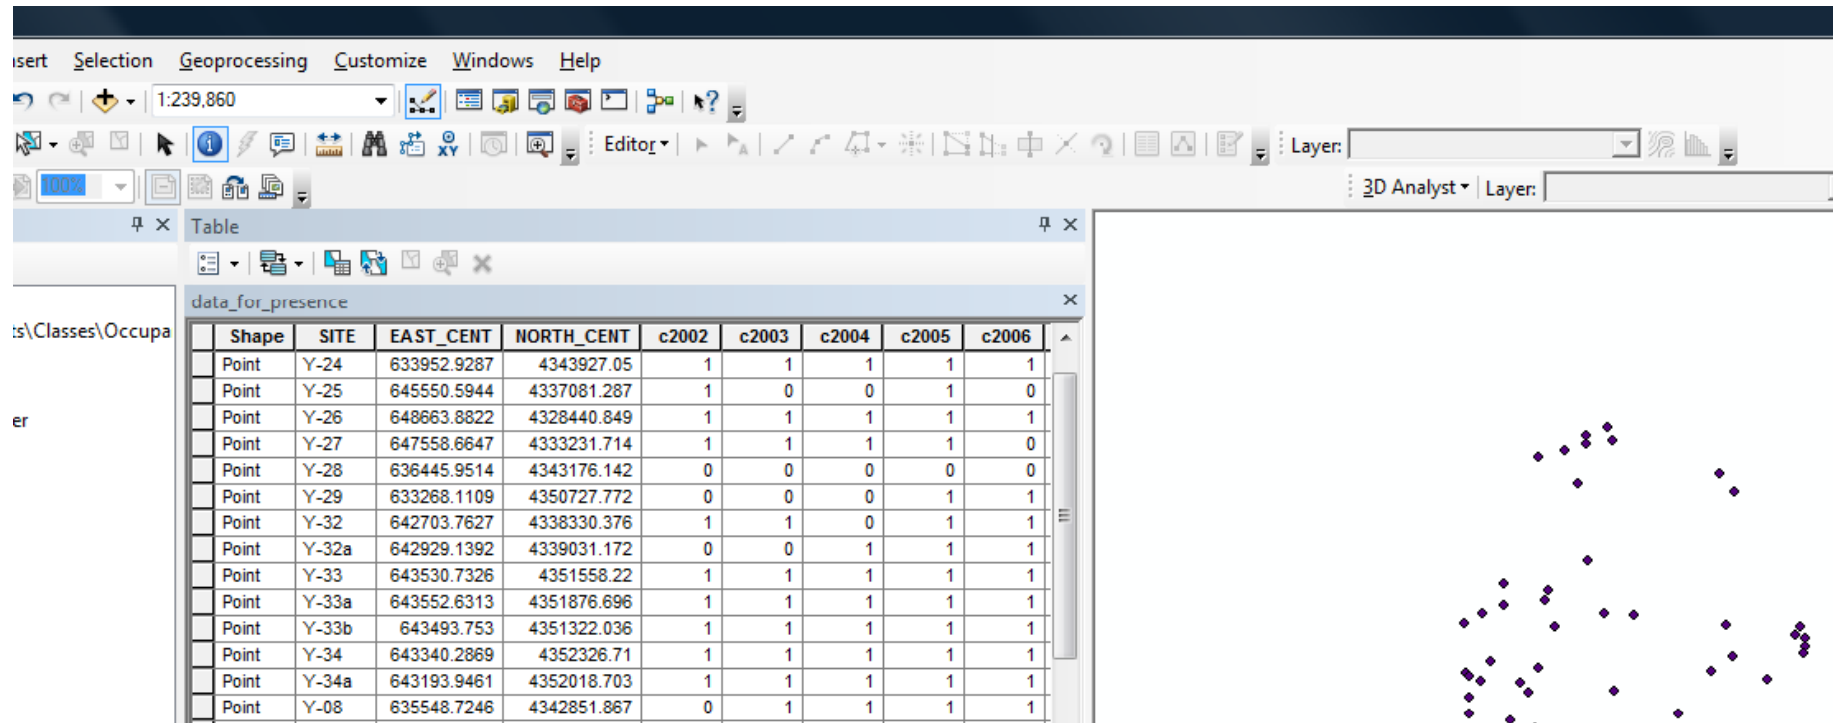 Selection Geoprocessing Customize Windows Help
1:239,860
Editor Layer:
100% 3D Analyst Layer:
Table
data_for_presence
ts\Classes\Occupa
Shape SITE EAST_CENT NORTH_CENT c2002 c2003 c2004 c2005 c2006
Point Y-24 633952.9287 4343927.05 1 1 1 1 1
Point Y-25 645550.5944 4337081.287 1 0 0 1 0
er
Point Y-26 648663.8822 4328440.849 1 1 1 1 1
Point Y-27 647558.6647 4333231.714 1 1 1 1 0
Point Y-28 636445.9514 4343176.142 0 0 0 0 0
Point Y-29 633268.1109 4350727.772 0 0 0 1 1
Point Y-32 642703.7627 4338330.376 1 1 0 1 1
Point Y-32a 642929.1392 4339031.172 0 0 1 1 1
Point Y-33 643530.7326 4351558.22 1 1 1 1 1
Point Y-33a 643552.6313 4351876.696 1 1 1 1 1
Point Y-33b 643493.753 4351322.036 1 1 1 1 1
Point Y-34 643340.2869 4352326.71 1 1 1 1 1
Point Y-34a 643193.9461 4352018.703 1 1 1 1 1
Point Y-08 635548.7246 4342851.867 0 1 1 1 1